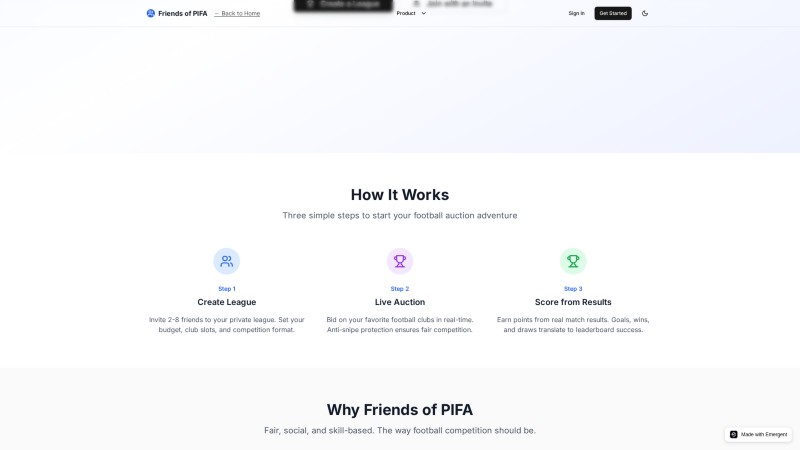 Create a League
Join with an Invite
Friends of PIFA
← Back to Home
Product
Sign In
Get Started
How It Works
Three simple steps to start your football auction adventure
Step 1
Create League
Invite 2-8 friends to your private league. Set your
budget, club slots, and competition format.
Step 2
Live Auction
Bid on your favorite football clubs in real-time.
Anti-snipe protection ensures fair competition.
Step 3
Score from Results
Earn points from real match results. Goals, wins,
and draws translate to leaderboard success.
Why Friends of PIFA
Fair, social, and skill-based. The way football competition should be.
Made with Emergent